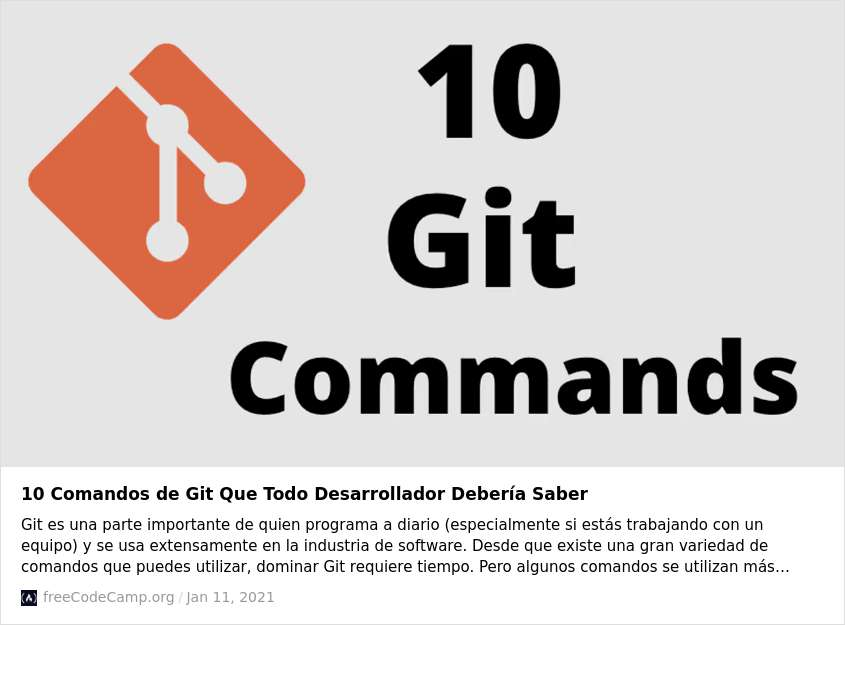 10
Git
Commands
10 Comandos de Git Que Todo Desarrollador Debería Saber
Git es una parte importante de quien programa a diario (especialmente si estás trabajando con un
equipo) y se usa extensamente en la industria de software. Desde que existe una gran variedad de
comandos que puedes utilizar, dominar Git requiere tiempo. Pero algunos comandos se utilizan más…
freeCodeCamp.org / Jan 11, 2021